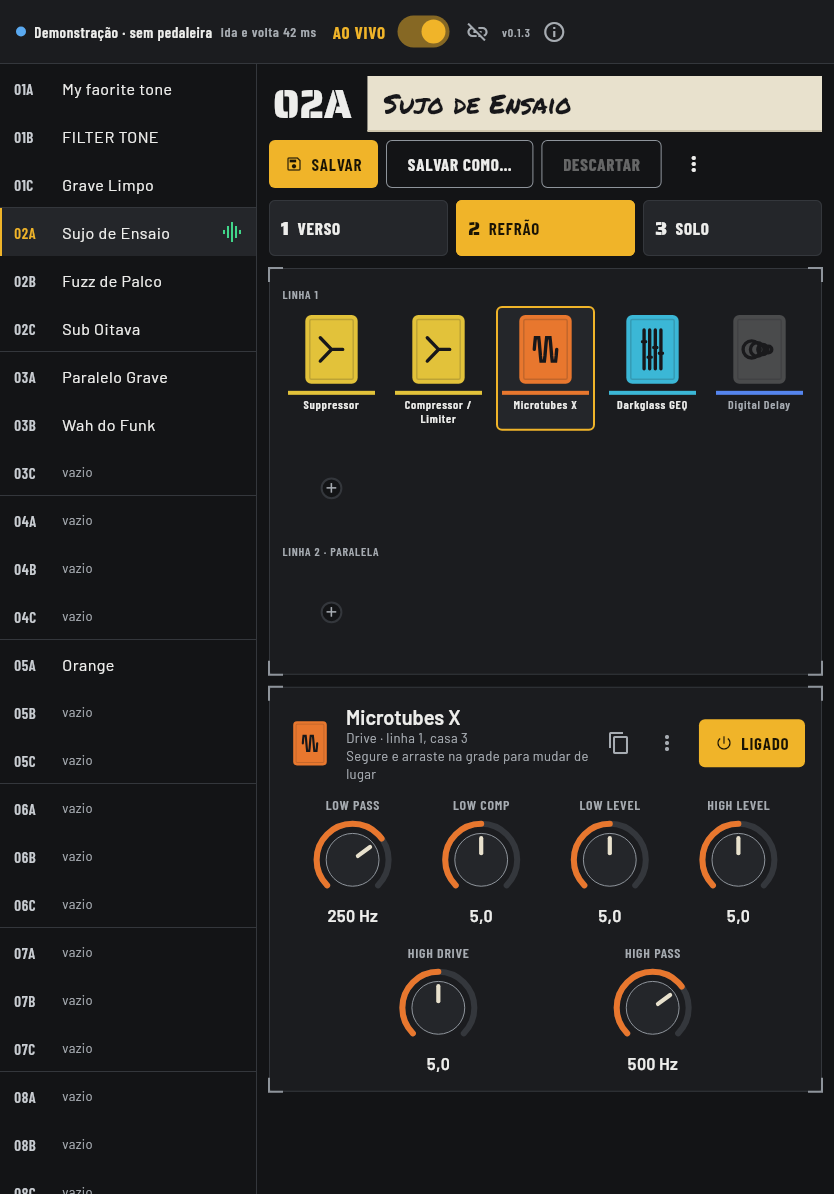 Demonstração · sem pedaleira Ida e volta 42 ms AO VIVO v0.1.3
01A My faorite tone
01B FILTER TONE
01C Grave Limpo
02A Sujo de Ensaio
02B Fuzz de Palco
02C Sub Oitava
03A Paralelo Grave
03B Wah do Funk
03C vazio
04A vazio
04B vazio
04C vazio
05A Orange
05B vazio
05C vazio
06A vazio
06B vazio
06C vazio
07A vazio
07B vazio
07C vazio
08A vazio
08B vazio
08C vazio
02A Sujo de Ensaio
SALVAR SALVAR COMO... DESCARTAR
1 VERSO 2 REFRÃO 3 SOLO
LINHA 1
Suppressor Compressor / Microtubes X Darkglass GEQ Digital Delay
Limiter
LINHA 2 · PARALELA
Microtubes X
Drive · linha 1, casa 3
Segure e arraste na grade para mudar de
lugar
LIGADO
LOW PASS LOW COMP LOW LEVEL HIGH LEVEL
250 Hz 5,0 5,0 5,0
HIGH DRIVE HIGH PASS
5,0 500 Hz